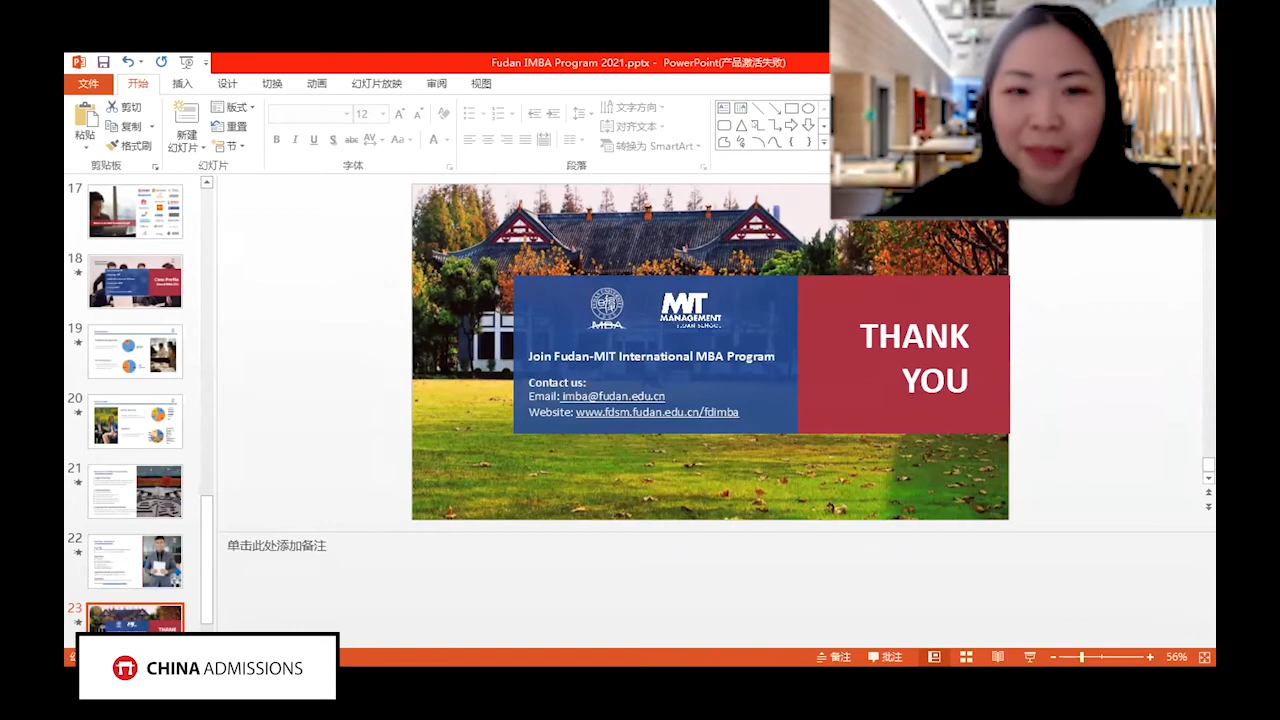 Fudan IMBA Program 2021.pptx - PowerPoint(产品激活失败)
文件 开始 插入 设计 切换 动画 幻灯片放映 审阅 视图
粘贴
剪切
复制
格式刷
剪贴板
新建
幻灯片
版式
重置
节
幻灯片
12
B I U S abc AV Aa A
字体
文字方向
对齐文本
转换为 SmartArt
段落
17
18
19
20
21
22
23
MBA
MIT
MANAGEMENT
Join Fudan-MIT International MBA Program
Contact us:
Email: imba@fudan.edu.cn
Website: www.fdsm.fudan.edu.cn/fdimba
THANK
YOU
单击此处添加备注
备注 批注 56%
CHINA ADMISSIONS